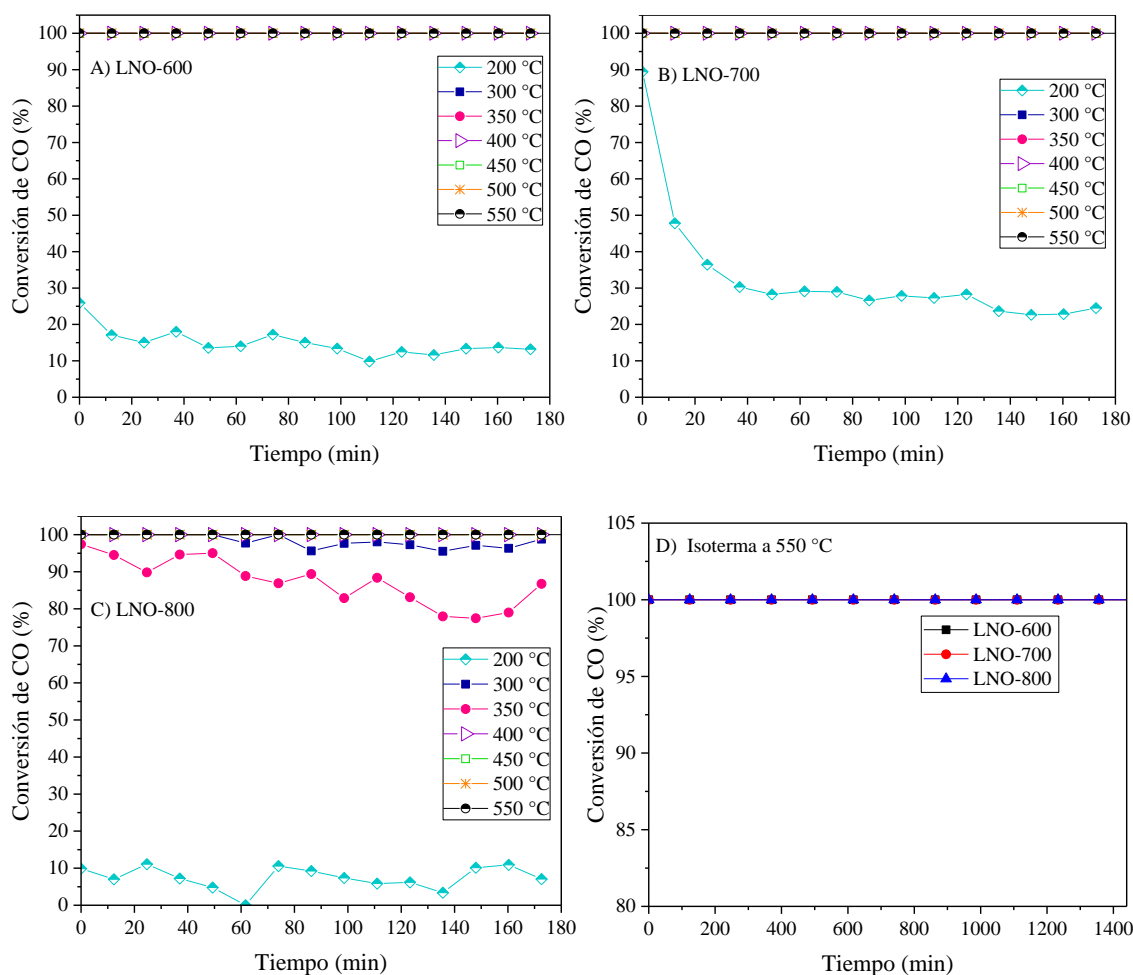 100
90
80
70
60
50
40
30
20
10
0
Conversión de CO (%)
A) LNO-600
200 °C
300 °C
350 °C
400 °C
450 °C
500 °C
550 °C
0 20 40 60 80 100 120 140 160 180
Tiempo (min)
100
90
80
70
60
50
40
30
20
10
0
Conversión de CO (%)
B) LNO-700
200 °C
300 °C
350 °C
400 °C
450 °C
500 °C
550 °C
0 20 40 60 80 100 120 140 160 180
Tiempo (min)
100
90
80
70
60
50
40
30
20
10
0
Conversión de CO (%)
C) LNO-800
200 °C
300 °C
350 °C
400 °C
450 °C
500 °C
550 °C
0 20 40 60 80 100 120 140 160 180
Tiempo (min)
105
100
95
90
85
80
Conversión de CO (%)
D) Isoterma a 550 °C
LNO-600
LNO-700
LNO-800
0 200 400 600 800 1000 1200 1400
Tiempo (min)